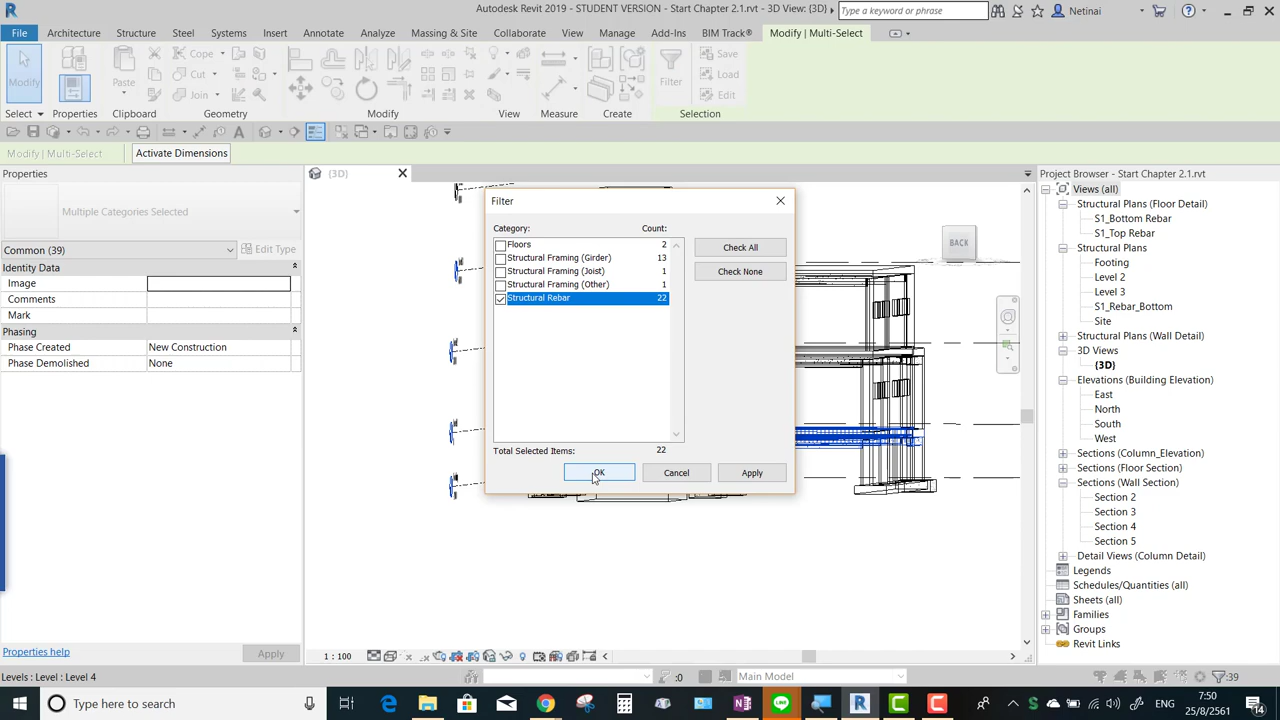 Autodesk Revit 2019 - STUDENT VERSION - Start Chapter 2.1.rvt - 3D View: {3D}
Type a keyword or phrase
Netinai
File Architecture Structure Steel Systems Insert Annotate Analyze Massing & Site Collaborate View Manage Add-Ins BIM Track® Modify | Multi-Select
Modify
Paste
Cope
Cut
Join
Filter
Save
Load
Edit
Select Properties Clipboard Geometry Modify View Measure Create Selection
Modify | Multi-Select
Activate Dimensions
Properties
Multiple Categories Selected
Common (39)
Edit Type
Identity Data
Image
Comments
Mark
Phasing
Phase Created New Construction
Phase Demolished None
Properties help
Apply
{3D}
BACK
Filter
Category: Count:
Floors 2
Structural Framing (Girder) 13
Structural Framing (Joist) 1
Structural Framing (Other) 1
Structural Rebar 22
Check All
Check None
Total Selected Items: 22
OK Cancel Apply
Project Browser - Start Chapter 2.1.rvt
Views (all)
Structural Plans (Floor Detail)
S1_Bottom Rebar
S1_Top Rebar
Structural Plans
Footing
Level 2
Level 3
S1_Rebar_Bottom
Site
Structural Plans (Wall Detail)
3D Views
{3D}
Elevations (Building Elevation)
East
North
South
West
Sections (Column_Elevation)
Sections (Floor Section)
Sections (Wall Section)
Section 2
Section 3
Section 4
Section 5
Detail Views (Column Detail)
Legends
Schedules/Quantities (all)
Sheets (all)
Families
Groups
Revit Links
1 : 100
Levels : Level : Level 4
:0
Main Model
:39
Type here to search
7:50
25/8/2561